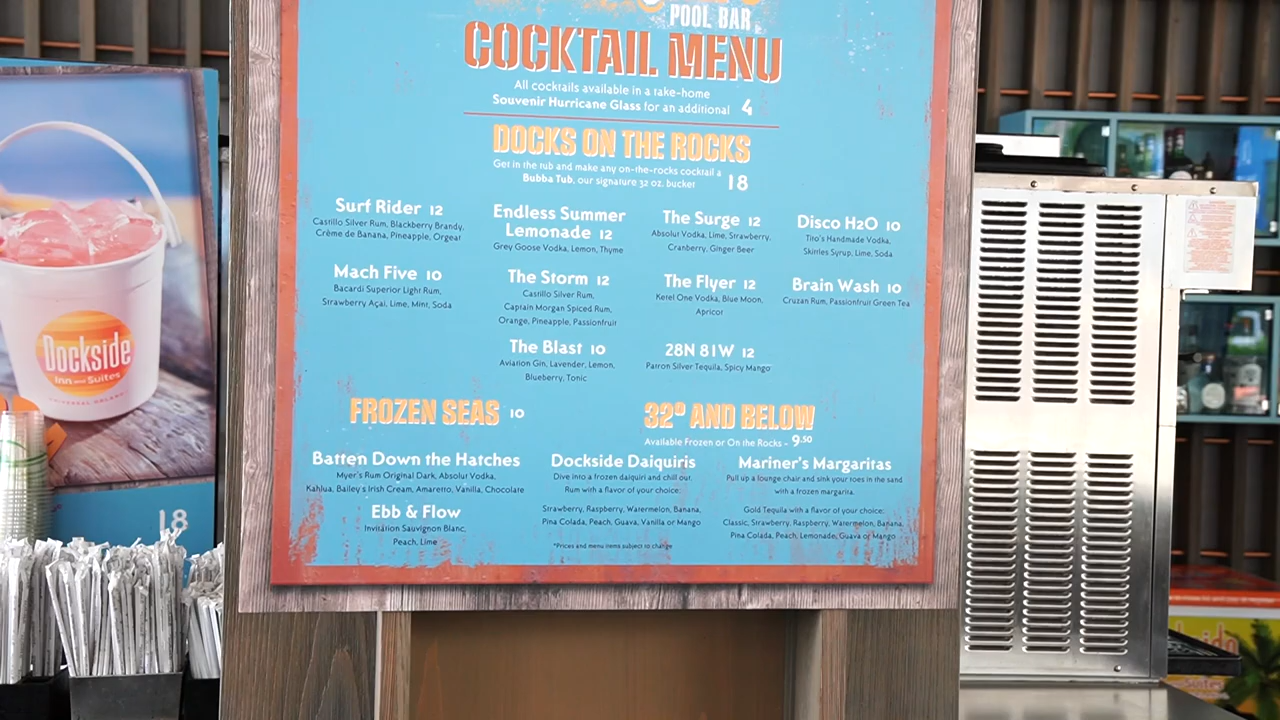 POOL BAR
COCKTAIL MENU
All cocktails available in a take-home
Souvenir Hurricane Glass for an additional 4
DOCKS ON THE ROCKS
Get in the tub and make any on-the-rocks cocktail a
Bubba Tub, our signature 32 oz. bucket 18
Surf Rider 12
Castillo Silver Rum, Blackberry Brandy,
Crème de Banana, Pineapple, Orgeat
Endless Summer
Lemonade 12
Grey Goose Vodka, Lemon, Thyme
The Surge 12
Absolut Vodka, Lime, Strawberry,
Cranberry, Ginger Beer
Disco H2O 10
Tito's Handmade Vodka,
Skittles Syrup, Lime, Soda
Mach Five 10
Bacardi Superior Light Rum,
Strawberry Açai, Lime, Mint, Soda
The Storm 12
Castillo Silver Rum,
Captain Morgan Spiced Rum,
Orange, Pineapple, Passionfruit
The Flyer 12
Ketel One Vodka, Blue Moon,
Apricot
Brain Wash 10
Cruzan Rum, Passionfruit Green Tea
The Blast 10
Aviation Gin, Lavender, Lemon,
Blueberry, Tonic
28N 81W 12
Patron Silver Tequila, Spicy Mango
FROZEN SEAS 10
Batten Down the Hatches
Myer's Rum Original Dark, Absolut Vodka,
Kahlua, Bailey's Irish Cream, Amaretto, Vanilla, Chocolate
Ebb & Flow
Invitation Sauvignon Blanc,
Peach, Lime
32º AND BELOW
Available Frozen or On the Rocks - 9.50
Dockside Daiquiris
Dive into a frozen daiquiri and chill out.
Rum with a flavor of your choice:
Strawberry, Raspberry, Watermelon, Banana,
Pina Colada, Peach, Guava, Vanilla or Mango
Mariner's Margaritas
Pull up a lounge chair and sink your toes in the sand
with a frozen margarita.
Gold Tequila with a flavor of your choice:
Classic, Strawberry, Raspberry, Watermelon, Banana,
Pina Colada, Peach, Lemonade, Guava or Mango
*Prices and menu items subject to change
Dockside
Inn and Suites
UNIVERSAL ORLANDO
18